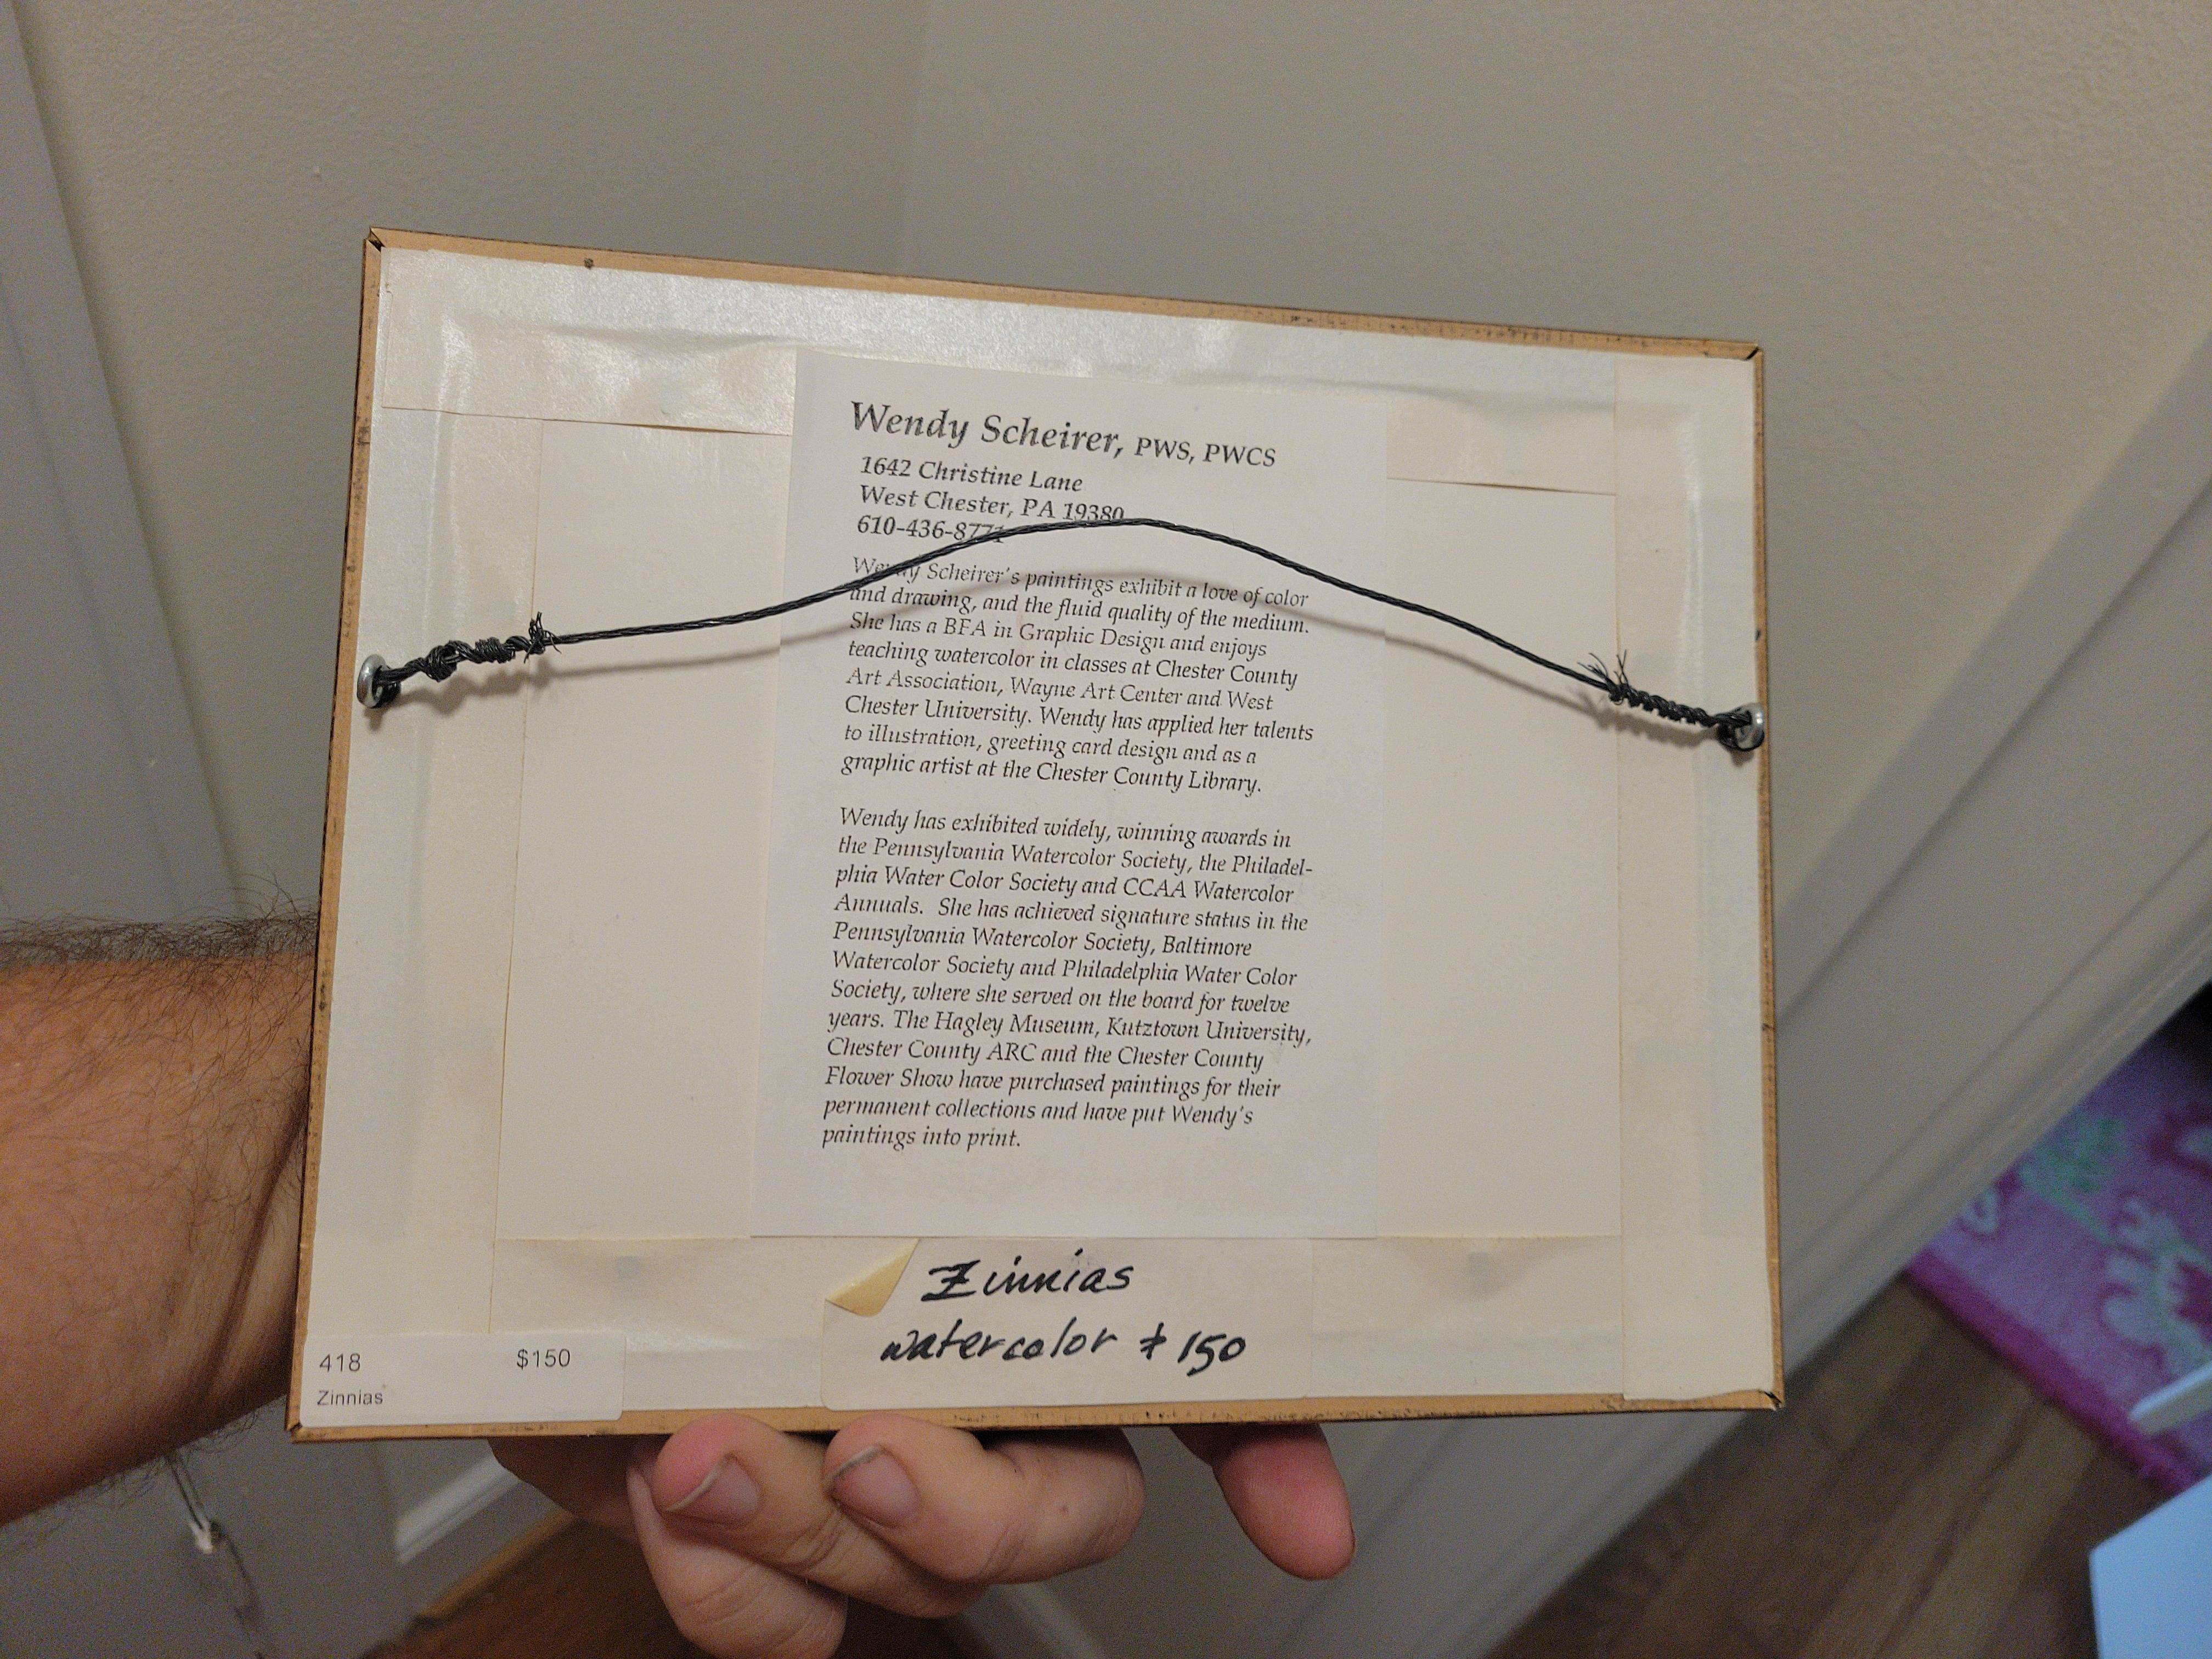 Wendy Scheirer, PWS, PWCS
1642 Christine Lane
West Chester, PA 19380
610-436-8771
Wendy Scheirer's paintings exhibit a love of color
and drawing, and the fluid quality of the medium.
She has a BFA in Graphic Design and enjoys
teaching watercolor in classes at Chester County
Art Association, Wayne Art Center and West
Chester University. Wendy has applied her talents
to illustration, greeting card design and as a
graphic artist at the Chester County Library.
Wendy has exhibited widely, winning awards in
the Pennsylvania Watercolor Society, the Philadel-
phia Water Color Society and CCAA Watercolor
Annuals. She has achieved signature status in the
Pennsylvania Watercolor Society, Baltimore
Watercolor Society and Philadelphia Water Color
Society, where she served on the board for twelve
years. The Hagley Museum, Kutztown University,
Chester County ARC and the Chester County
Flower Show have purchased paintings for their
permanent collections and have put Wendy's
paintings into print.
Zinnias
watercolor $150
418 $150
Zinnias